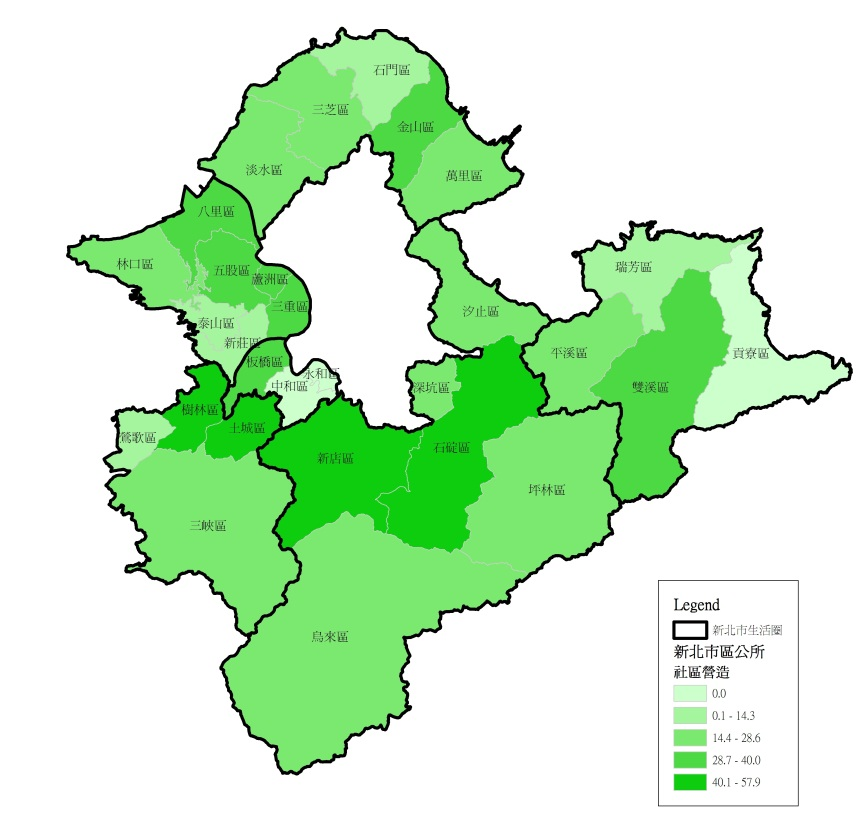 石門區
三芝區
金山區
淡水區
萬里區
八里區
林口區
五股區
蘆洲區
瑞芳區
三重區
汐止區
泰山區
新莊區
平溪區
貢寮區
板橋區
永和區
中和區
深坑區
雙溪區
樹林區
土城區
鶯歌區
石碇區
新店區
坪林區
三峽區
烏來區
Legend
新北市生活圈
新北市區公所
社區營造
0.0
0.1 - 14.3
14.4 - 28.6
28.7 - 40.0
40.1 - 57.9